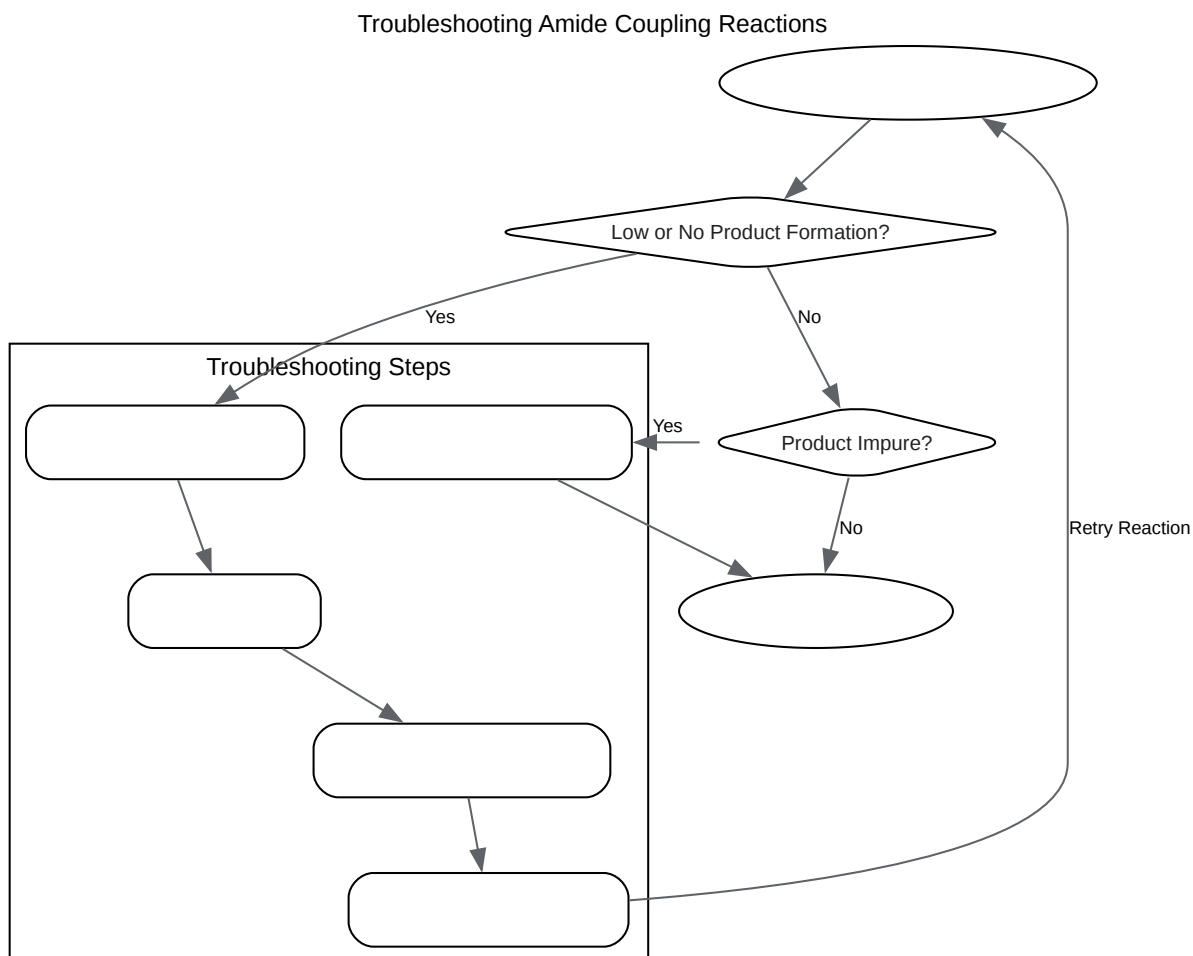 Troubleshooting Amide Coupling Reactions
Low or No Product Formation?
Yes
No
Troubleshooting Steps
Yes
Product Impure?
No
Retry Reaction